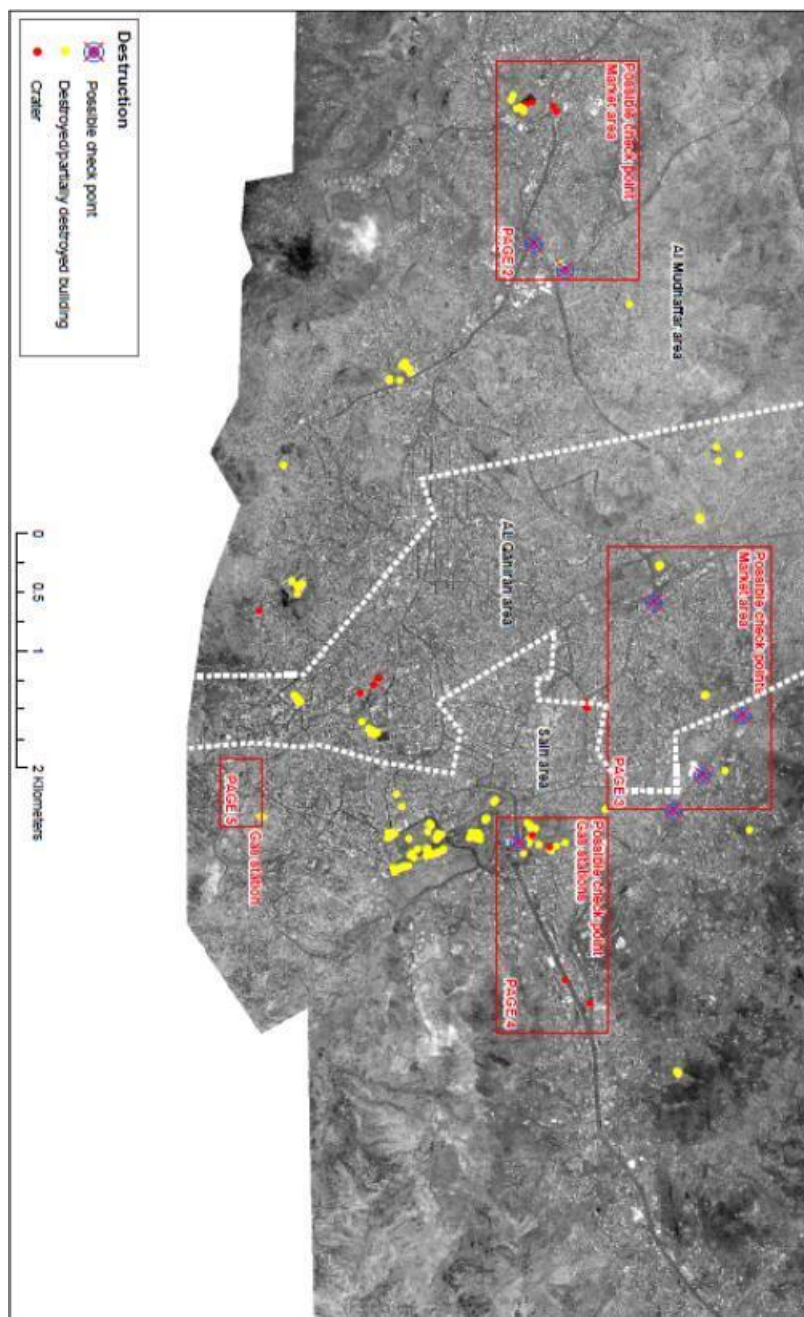 Possible check point
Market area
PAGE 2
Al Mudhaffar area
Possible check points
Market area
PAGE 3
AL Qahirah area
Salh area
Possible check point
Gas stations
PAGE 4
Gas station
PAGE 5
Destruction
Possible check point
Destroyed/partially destroyed building
Crater
0 0.5 1 2 Kilometers